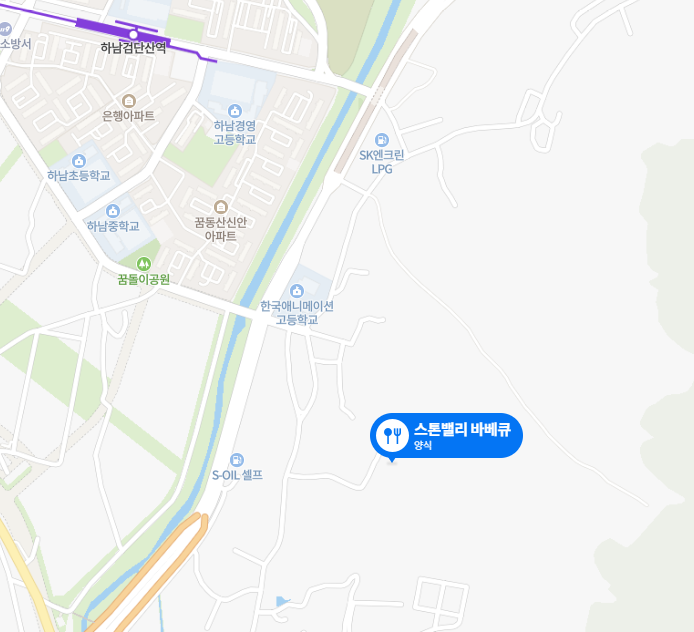 소방서
하남검단산역
은행아파트
하남경영
고등학교
SK엔크린
LPG
하남초등학교
하남중학교
꿈동산신안
아파트
꿈돌이공원
한국애니메이션
고등학교
스톤밸리 바베큐
양식
S-OIL 셀프